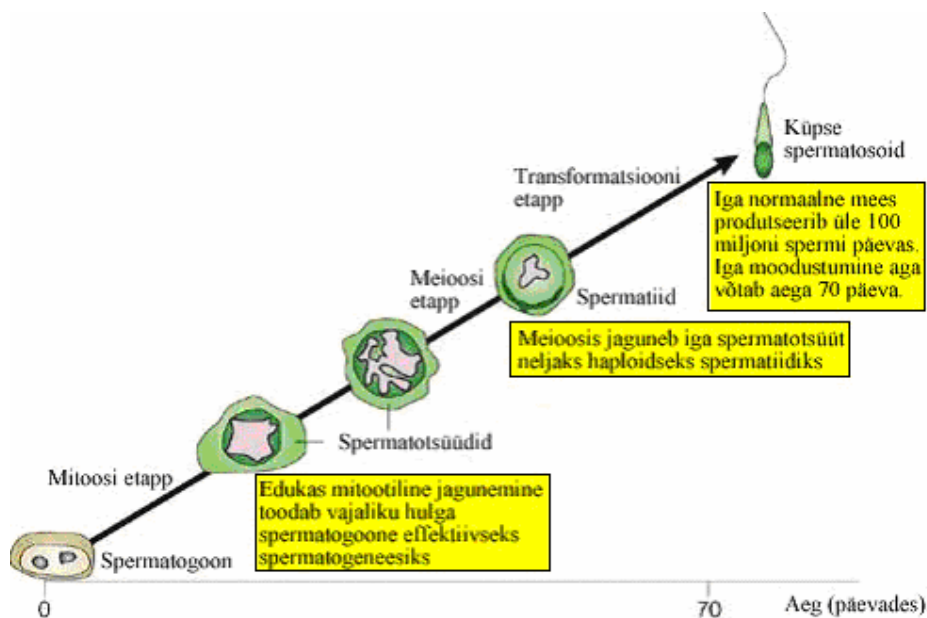 Küpse
spermatosoid
Transformatsiooni
etapp
Iga normaalne mees
produtseerib üle 100
miljoni spermi päevas.
Iga moodustumine aga
võtab aega 70 päeva.
Meioosi
etapp
Spermatiid
Meioosis jaguneb iga spermatotsüüt
neljaks haploidseks spermatiidiks
Spermatotsüüdid
Mitoosi etapp
Edukas mitootiline jagunemine
toodab vajaliku hulga
spermatogoone effektiivseks
spermatogeneesiks
Spermatogoon
0
70
Aeg (päevades)